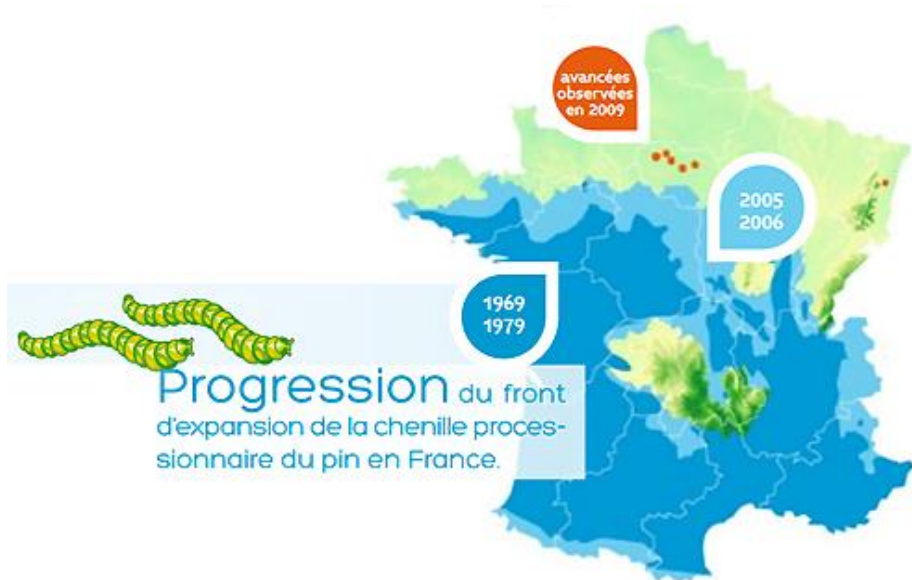 avancées
observées
en 2009
2005
2006
1969
1979
Progression du front
d'expansion de la chenille proces-
sionnaire du pin en France.